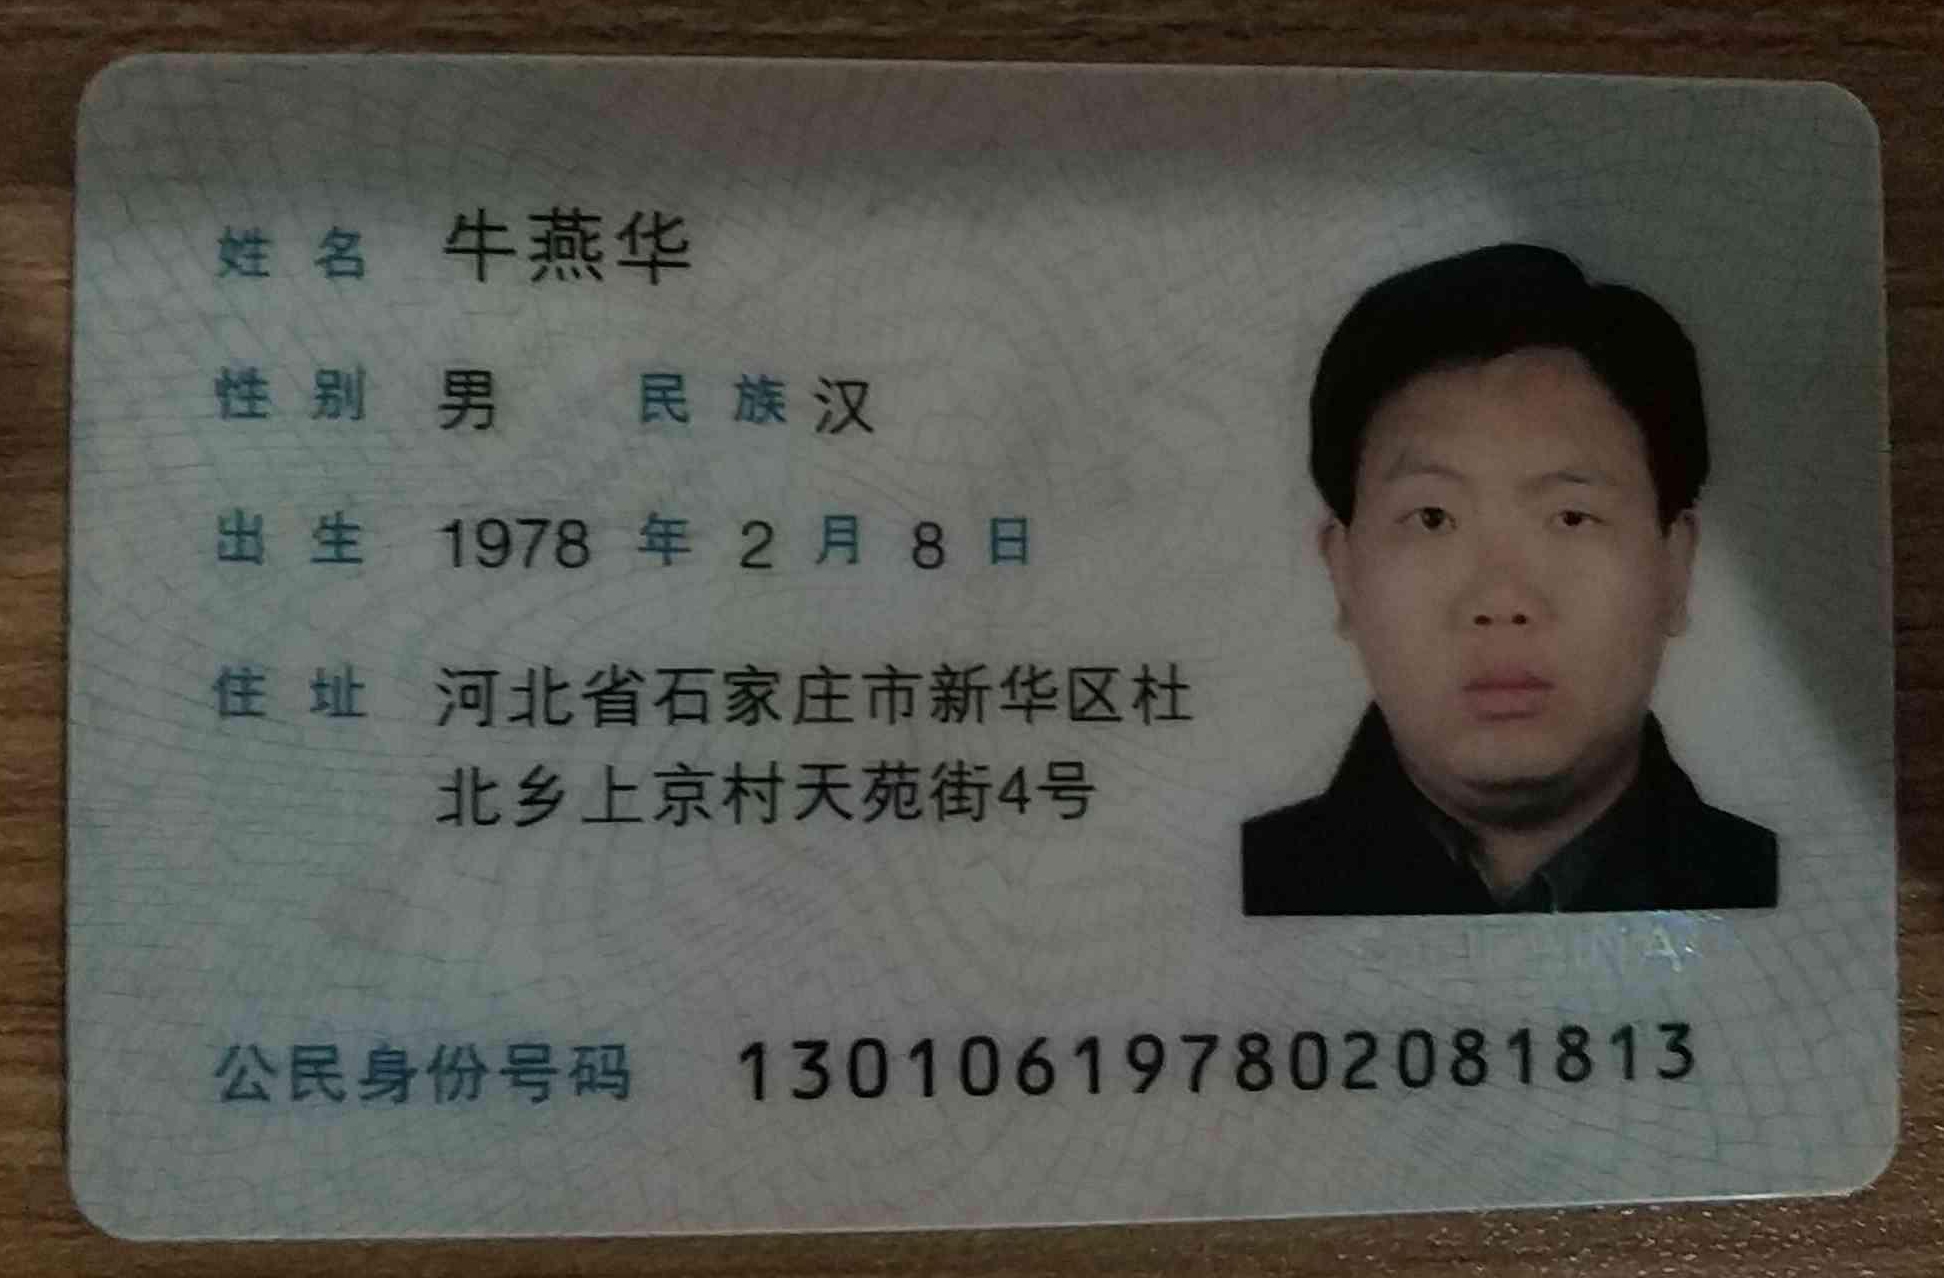 姓名 牛燕华
性别 男 民族 汉
出生 1978 年 2 月 8 日
住址 河北省石家庄市新华区杜
北乡上京村天苑街4号
公民身份号码 130106197802081813